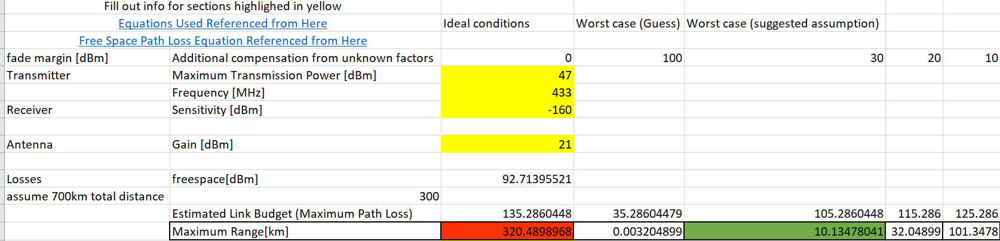 Fill out info for sections highlighed in yellow
Equations Used Referenced from Here Ideal conditions Worst case (Guess) Worst case (suggested assumption)
Free Space Path Loss Equation Referenced from Here
fade margin [dBm] Additional compensation from unknown factors 0 100 30 20 10
Transmitter Maximum Transmission Power [dBm] 47
Frequency [MHz] 433
Receiver Sensitivity [dBm] -160
Antenna Gain [dBm] 21
Losses freespace[dBm] 92.71395521
assume 700km total distance 300
Estimated Link Budget (Maximum Path Loss) 135.2860448 35.28604479 105.2860448 115.286 125.286
Maximum Range[km] 320.4898968 0.003204899 10.13478041 32.04899 101.3478